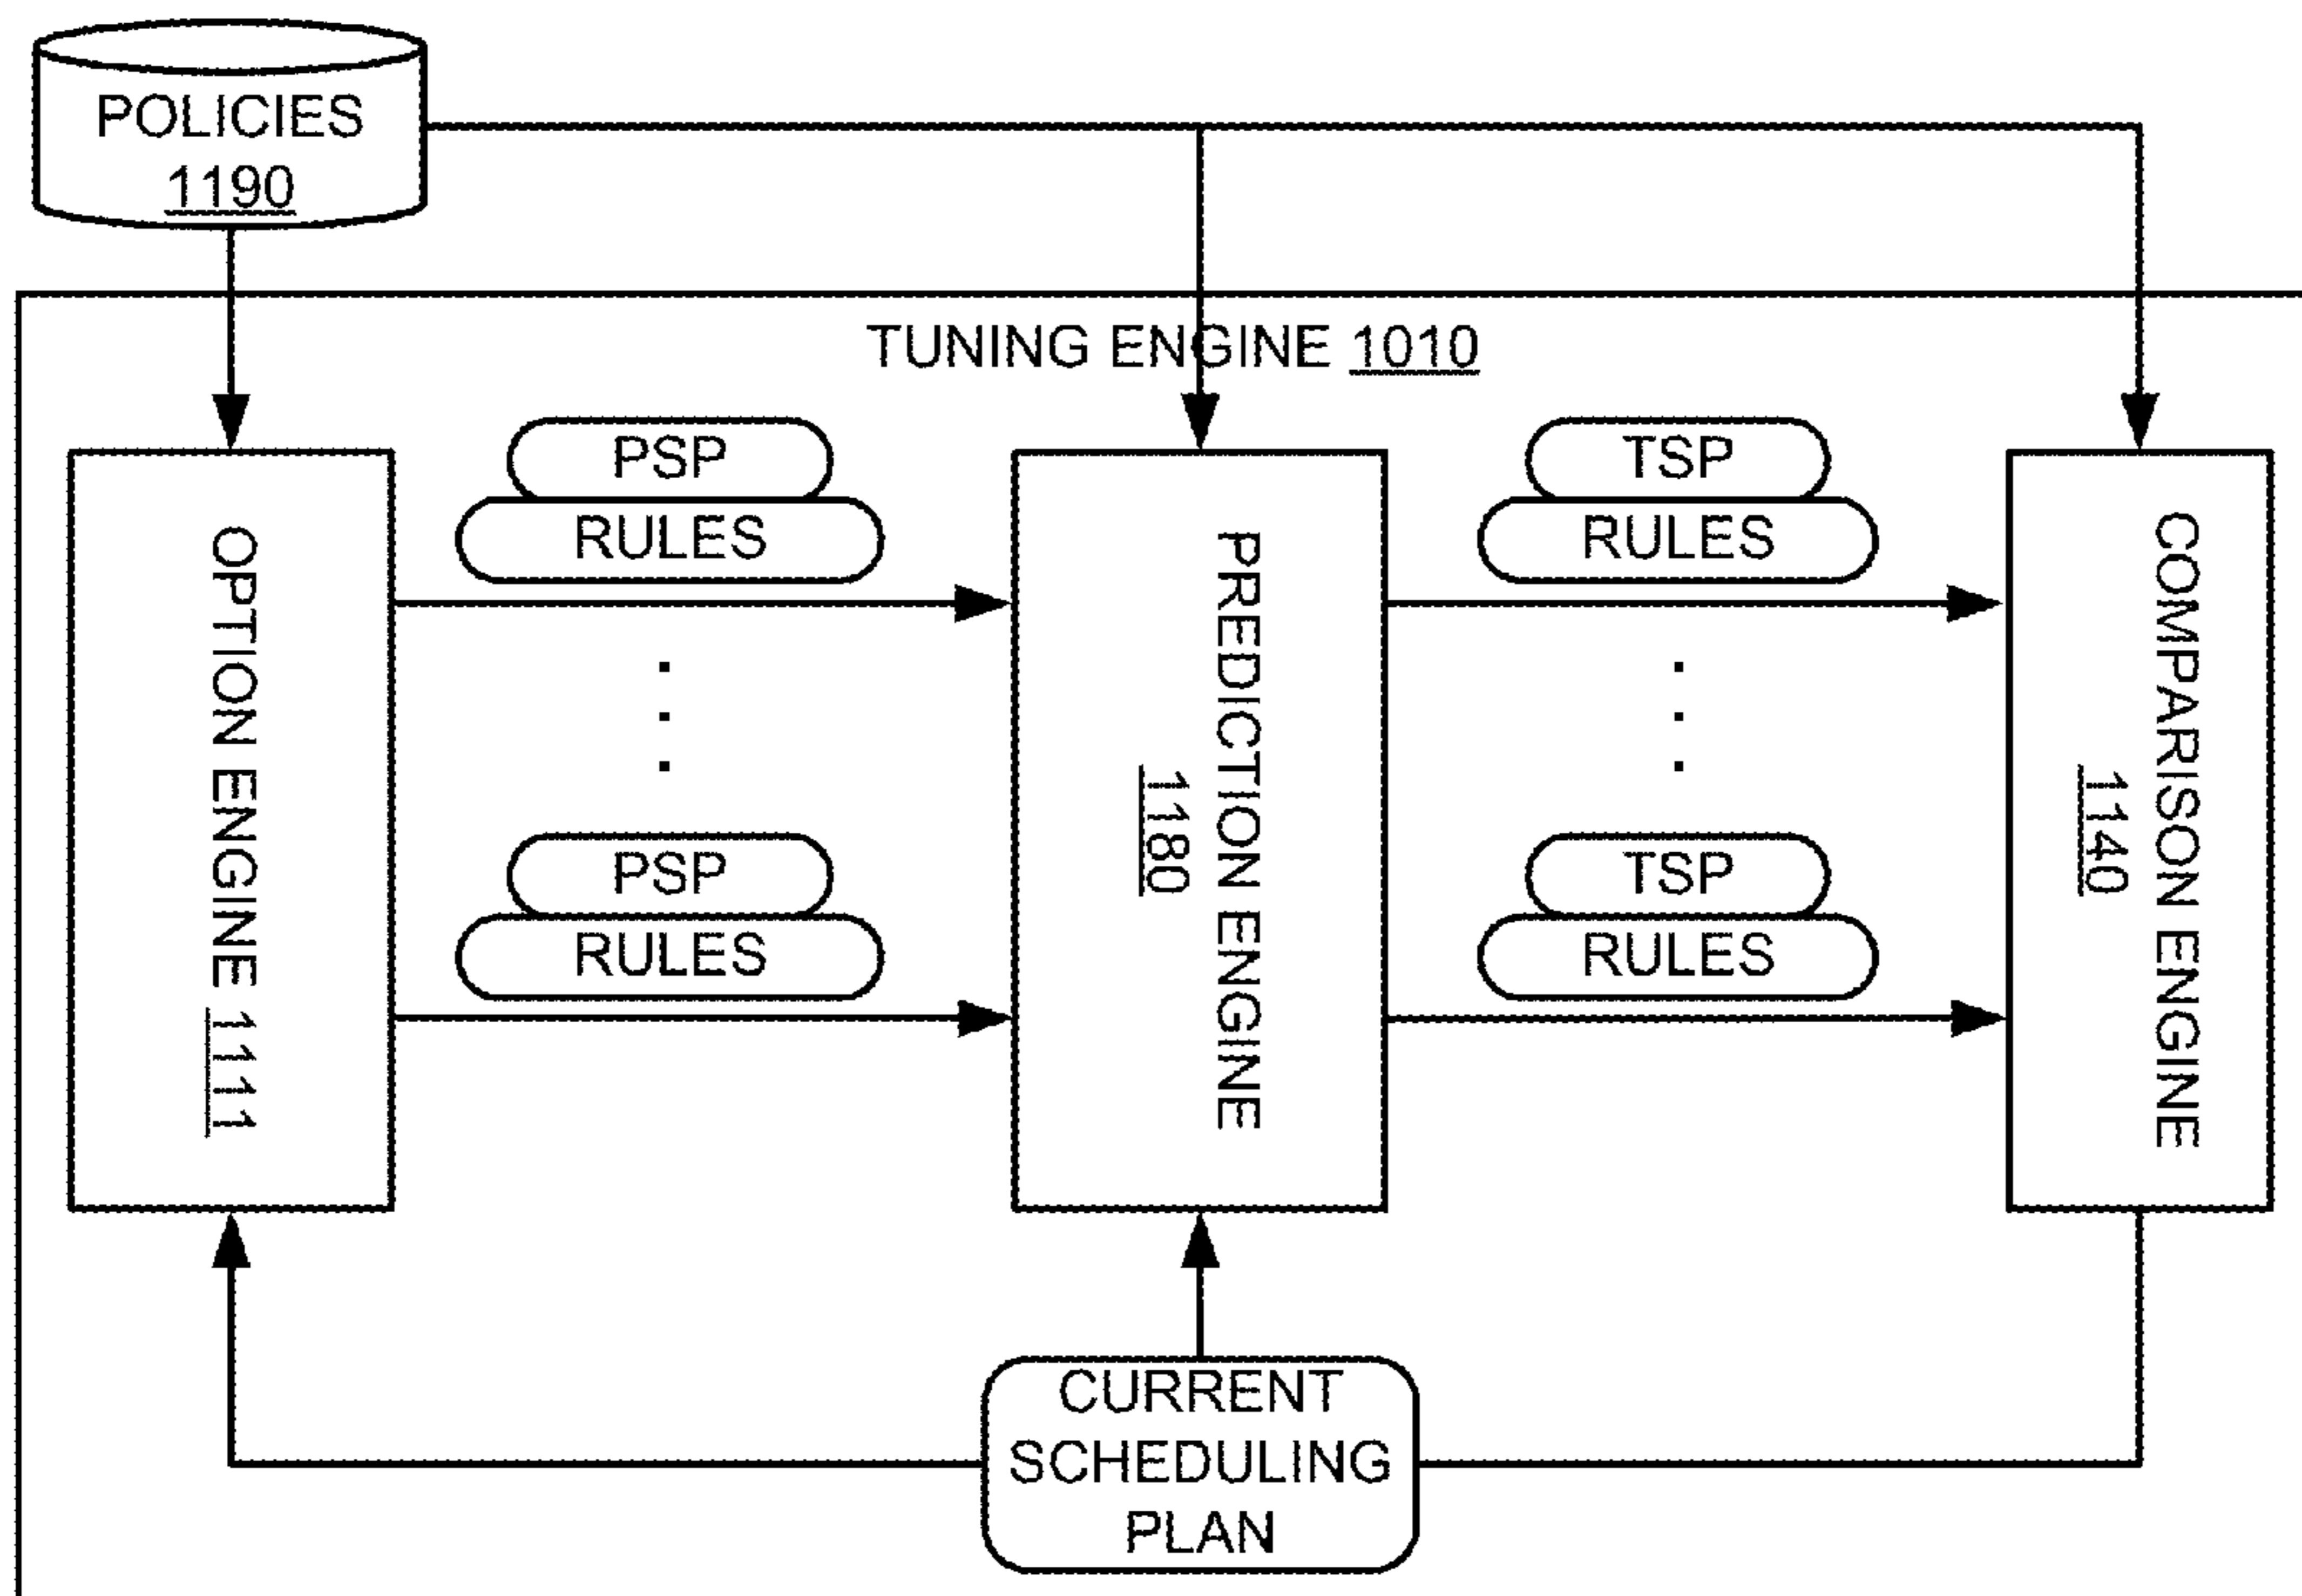 POLICIES
1190
TUNING ENGINE 1010
OPTION ENGINE 1111
PSP
RULES
PSP
RULES
PREDICTION ENGINE
1180
TSP
RULES
TSP
RULES
COMPARISON ENGINE
1140
CURRENT
SCHEDULING
PLAN